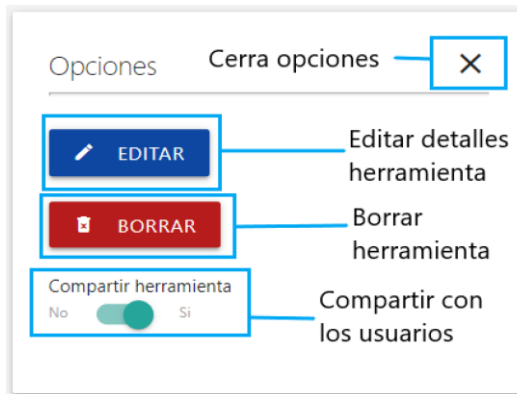 Opciones
Cerra opciones
EDITAR
Editar detalles
herramienta
BORRAR
Borrar
herramienta
Compartir herramienta
No
Si
Compartir con
los usuarios